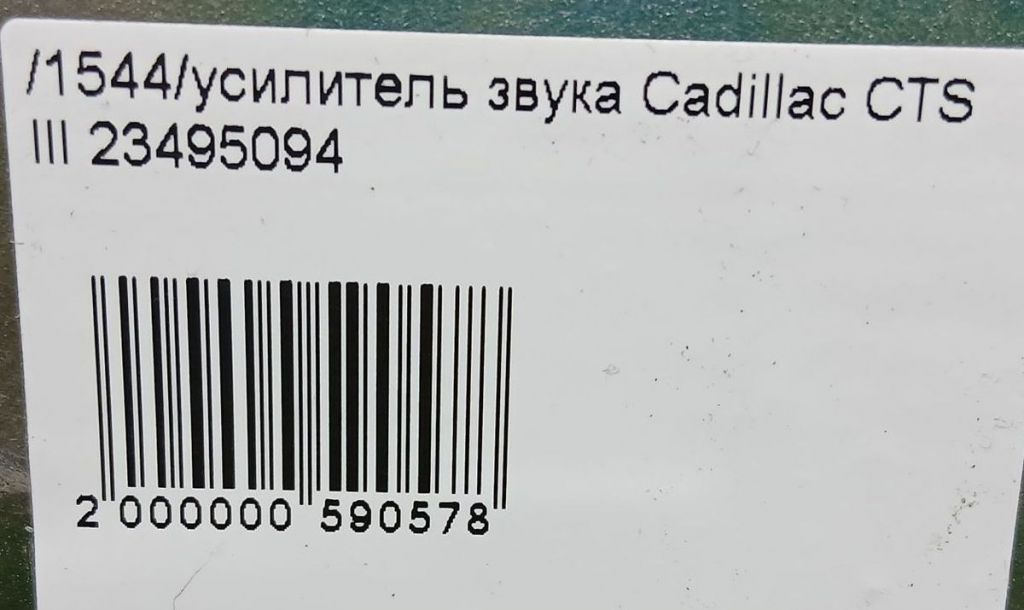 /1544/усилитель звука Cadillac CTS
III 23495094
2 000000 590578